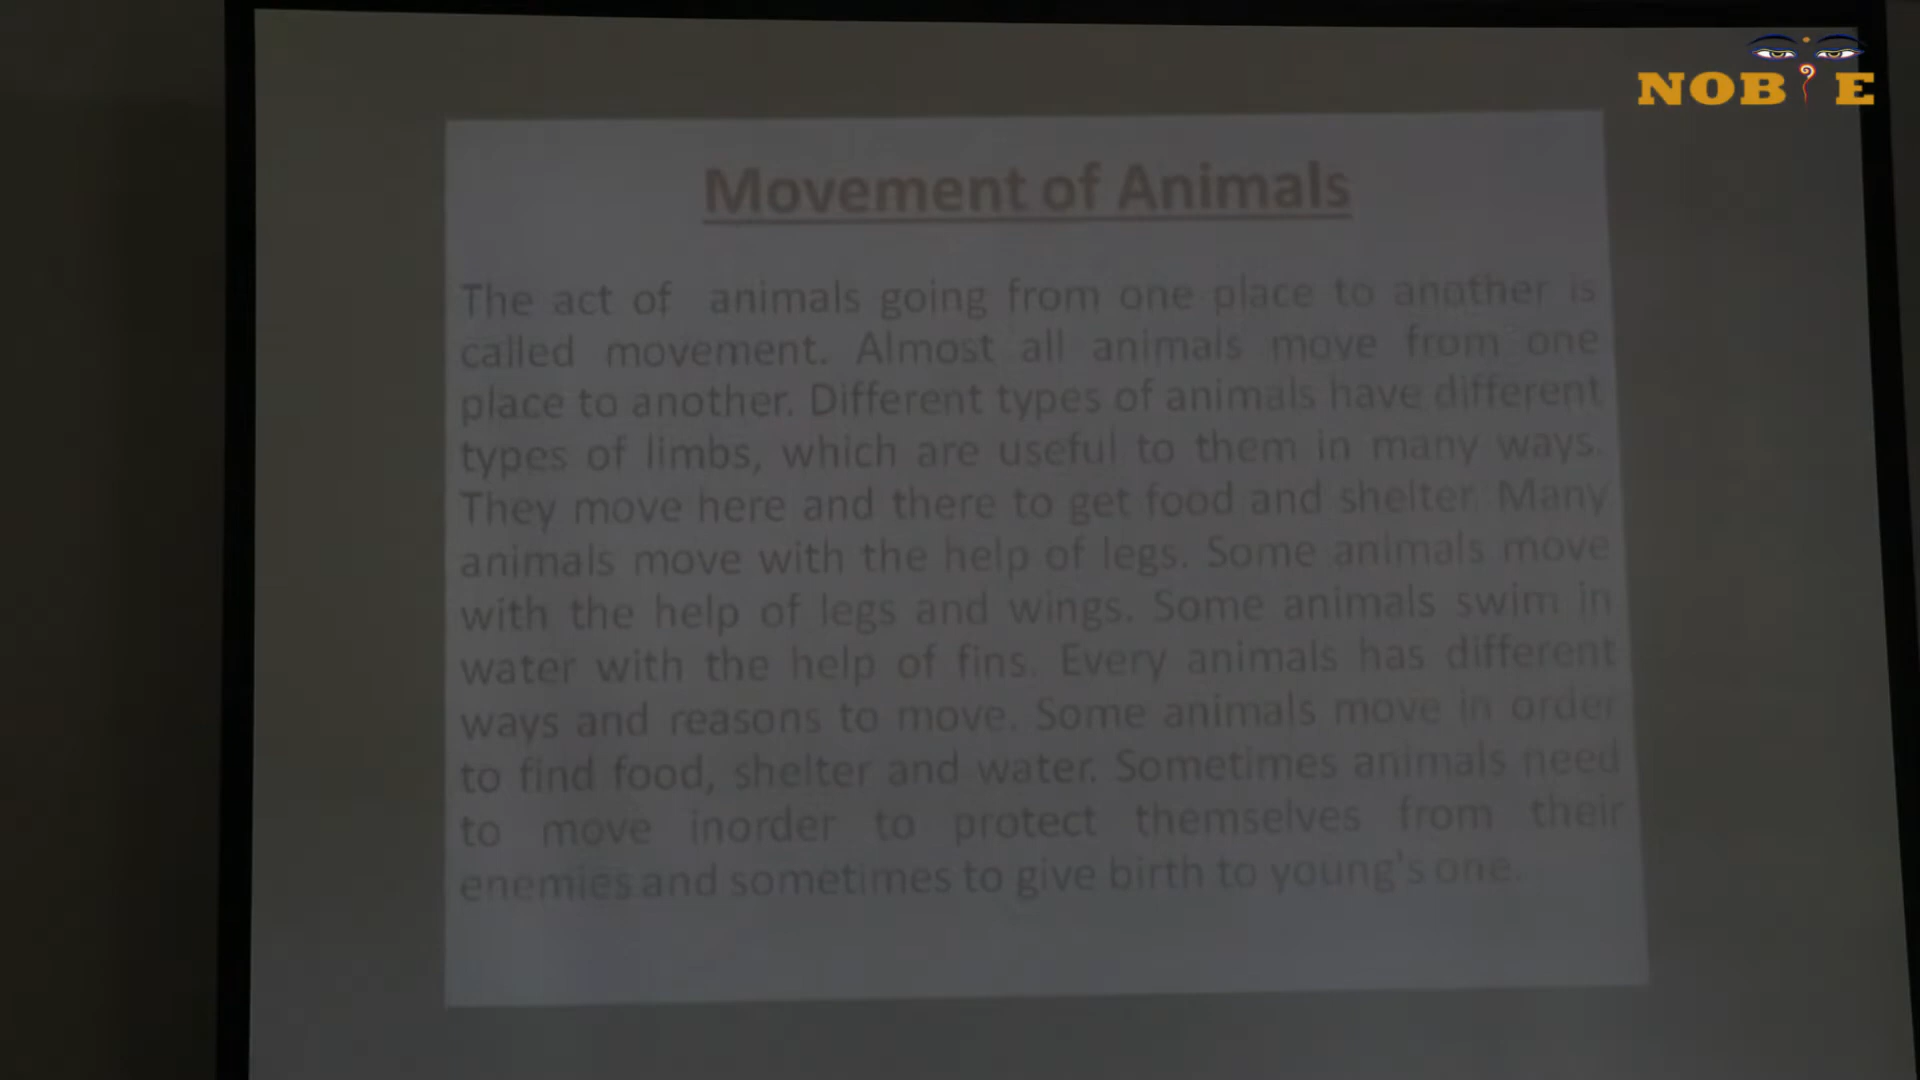 NOBLE
Movement of Animals
The act of animals going from one place to another is
called movement. Almost all animals move from one
place to another. Different types of animals have different
types of limbs, which are useful to them in many ways.
They move here and there to get food and shelter. Many
animals move with the help of legs. Some animals move
with the help of legs and wings. Some animals swim in
water with the help of fins. Every animals has different
ways and reasons to move. Some animals move in order
to find food, shelter and water. Sometimes animals need
to move inorder to protect themselves from their
enemies and sometimes to give birth to young's one.